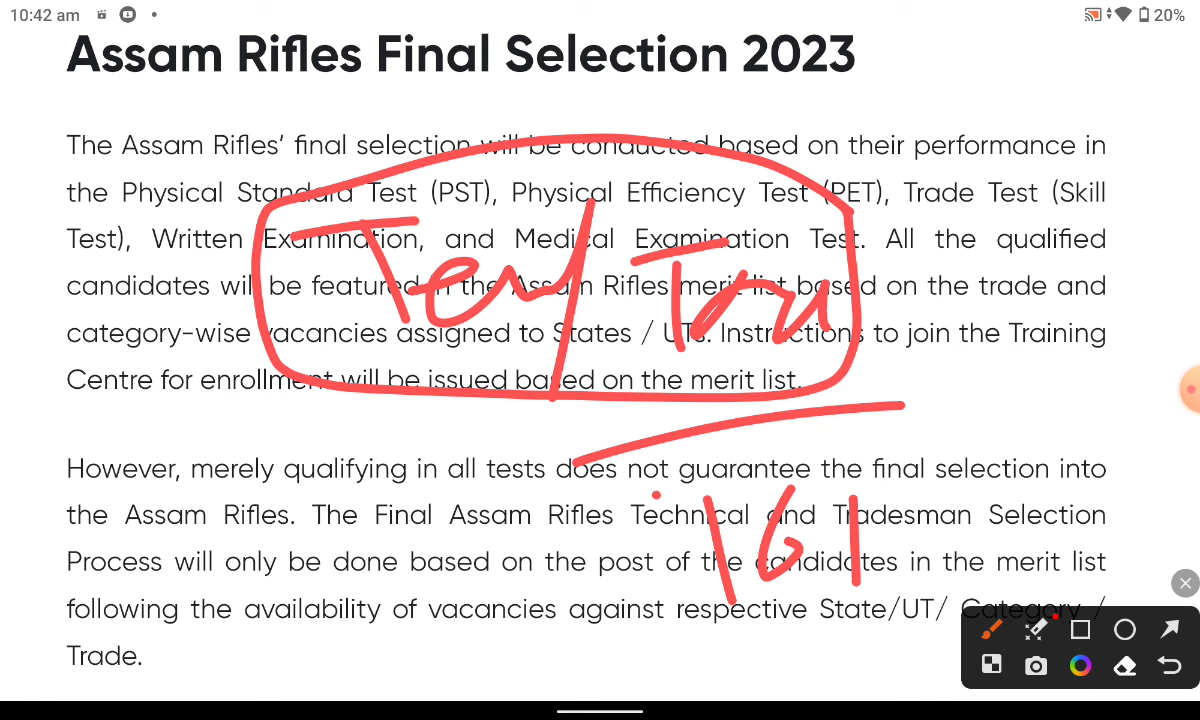 10:42 am
20%
Assam Rifles Final Selection 2023
The Assam Rifles’ final selection will be conducted based on their performance in
the Physical Standard Test (PST), Physical Efficiency Test (PET), Trade Test (Skill
Test), Written Examination, and Medical Examination Test. All the qualified
candidates will be featured in the Assam Rifles merit list based on the trade and
category-wise vacancies assigned to States / UTs. Instructions to join the Training
Centre for enrollment will be issued based on the merit list.
However, merely qualifying in all tests does not guarantee the final selection into
the Assam Rifles. The Final Assam Rifles Technical and Tradesman Selection
Process will only be done based on the post of the candidates in the merit list
following the availability of vacancies against respective State/UT/ Category /
Trade.
161